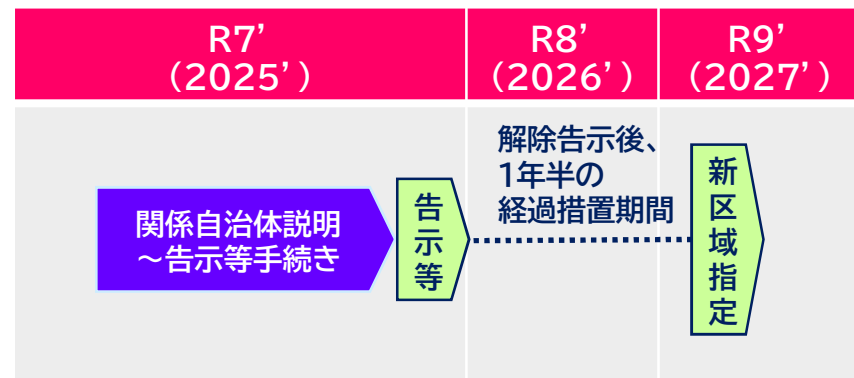 R7’
（2025’）
R8’
（2026’）
R9’
（2027’）
関係自治体説明
～告示等手続き
告示等
解除告示後、
1年半の
経過措置期間
新区域指定